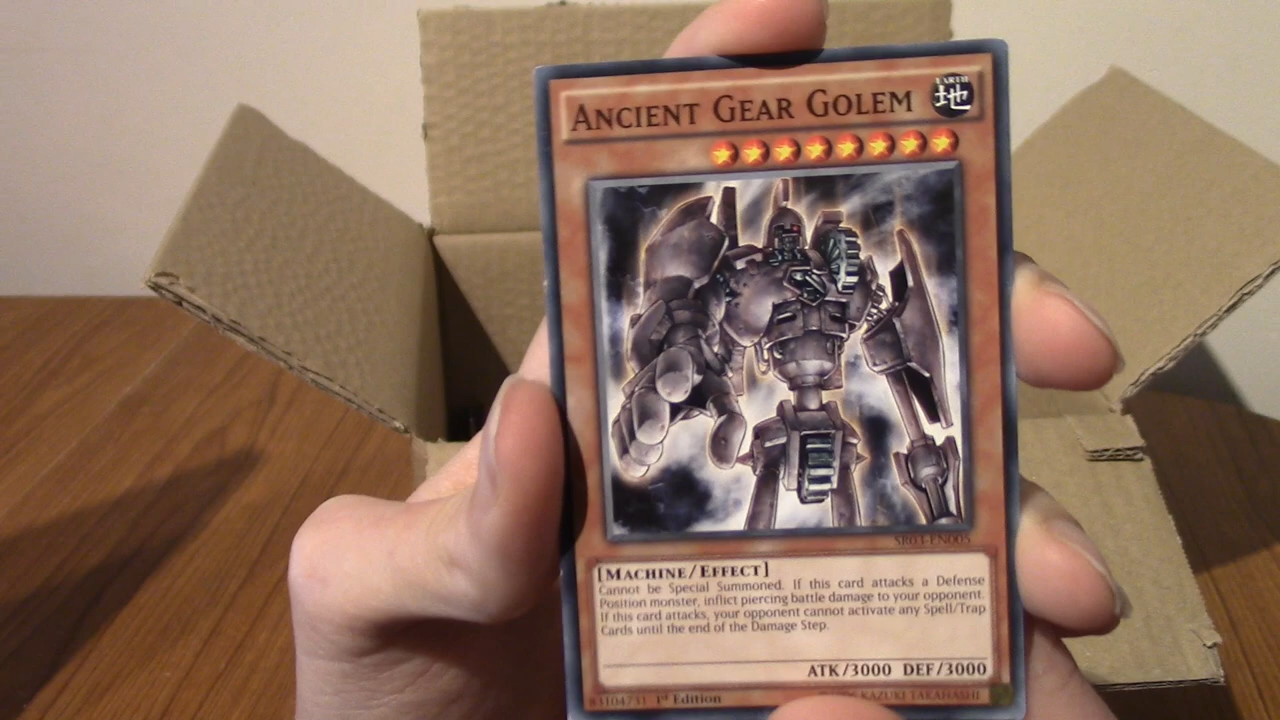 ANCIENT GEAR GOLEM
EARTH
地
SR03-EN005
[MACHINE/EFFECT]
Cannot be Special Summoned. If this card attacks a Defense
Position monster, inflict piercing battle damage to your opponent.
If this card attacks, your opponent cannot activate any Spell/Trap
Cards until the end of the Damage Step.
ATK/3000 DEF/3000
83104731 1st Edition
KAZUKI TAKAHASHI